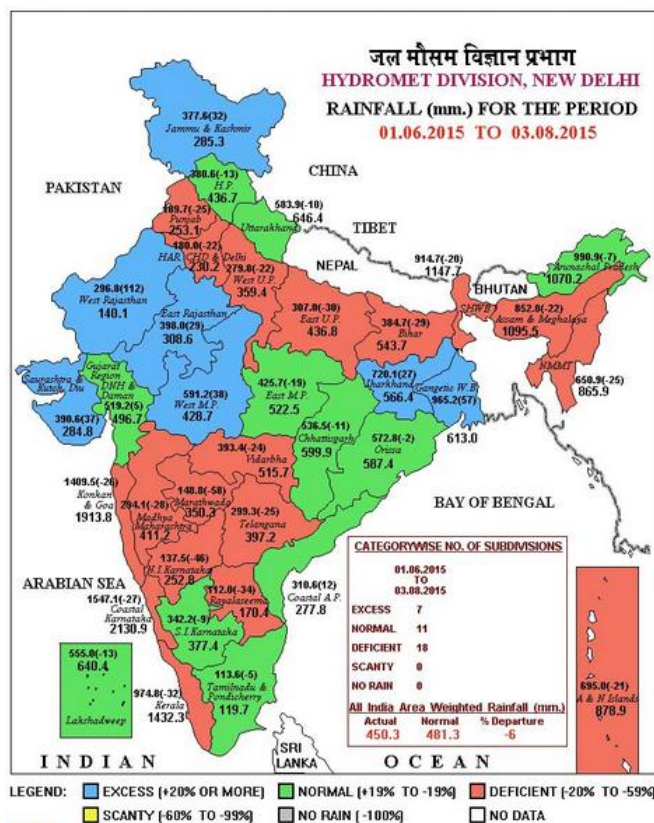 जल मौसम विज्ञान प्रभाग
HYDROMET DIVISION, NEW DELHI
RAINFALL (mm.) FOR THE PERIOD
01.06.2015 TO 03.08.2015
377.6(32)
Jammu & Kashmir
285.3
CHINA
PAKISTAN
380.6(-13)
H.P.
436.7
583.9(-10)
646.4
Uttarakhand
TIBET
189.7(-25)
Punjab
253.1
180.0(-22)
HAR. CHD & Delhi
230.2
NEPAL
914.7(-20)
1147.7
BHUTAN
990.9(-7)
Arunachal Pradesh
1070.2
279.8(-22)
West U.P.
359.4
296.8(112)
West Rajasthan
140.1
East Rajasthan
398.0(29)
308.6
307.0(-30)
East U.P.
436.8
384.7(-29)
Bihar
543.7
SHWB
852.0(-22)
Assam & Meghalaya
1095.5
NMMT
650.9(-25)
865.9
Gujarat
Region
DNH &
Daman
519.2(5)
496.7
Saurashtra &
Kutch, Diu
390.6(37)
284.8
591.2(38)
West M.P.
428.7
425.7(-19)
East M.P.
522.5
720.1(27)
Jharkhand
566.4
Gangetic W.B.
965.2(57)
613.0
536.5(-11)
Chhattisgarh
599.9
572.8(-2)
Orissa
587.4
393.4(-24)
Vidarbha
515.7
1409.5(-26)
Konkan
& Goa
1913.8
294.1(-28)
Madhya
Maharashtra
411.2
148.8(-58)
Marathwada
350.3
299.3(-25)
Telangana
397.2
BAY OF BENGAL
137.5(-46)
N.I.Karnataka
252.8
ARABIAN SEA
1547.1(-27)
Coastal
Karnataka
2130.9
112.0(-34)
Rayalaseema
170.4
310.6(12)
Coastal A.P.
277.8
342.2(-9)
S.I.Karnataka
377.4
555.0(-13)
640.4
Lakshadweep
974.8(-32)
Kerala
1432.3
113.6(-5)
Tamilnadu &
Pondicherry
119.7
CATEGORYWISE NO. OF SUBDIVISIONS
01.06.2015
TO
03.08.2015
EXCESS 7
NORMAL 11
DEFICIENT 18
SCANTY 0
NO RAIN 0
All India Area Weighted Rainfall (mm.)
Actual Normal % Departure
450.3 481.3 -6
695.0(-21)
A & N Islands
878.9
SRI
LANKA
INDIAN OCEAN
LEGEND: EXCESS (+20% OR MORE) NORMAL (+19% TO -19%) DEFICIENT (-20% TO -59%)
SCANTY (-60% TO -99%) NO RAIN (-100%) NO DATA